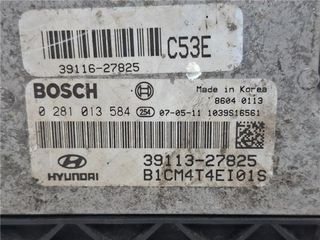 C53E
39116-27825
BOSCH
Made in Korea
8604 0113
0 281 013 584 254 07-05-11 1039S16561
39113-27825
HYUNDAI B1CM4T4EI01S